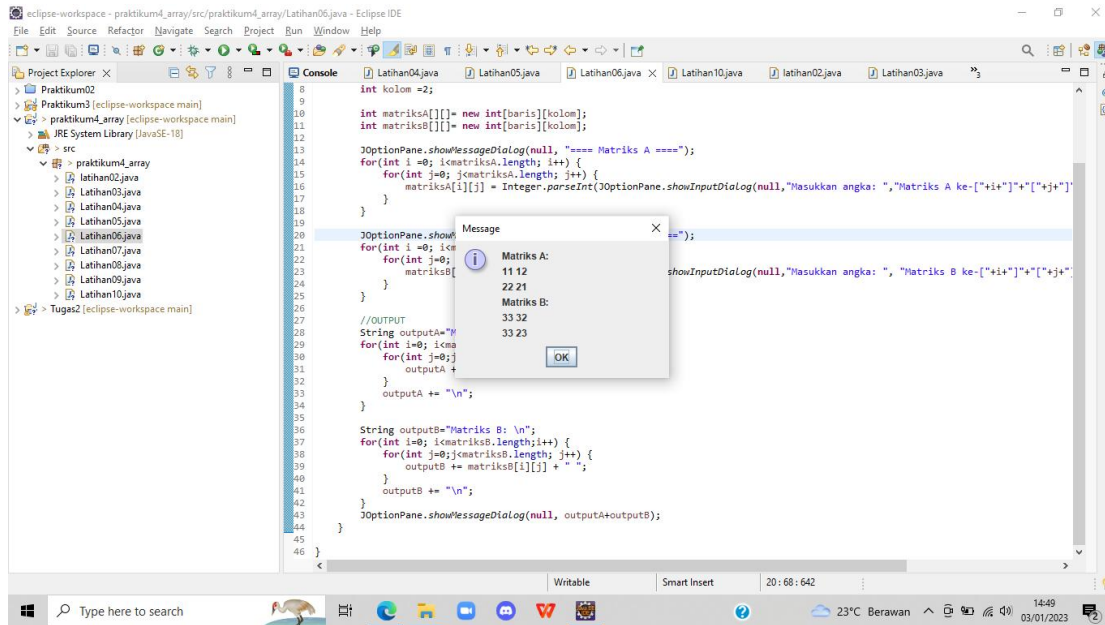 eclipse-workspace - praktikum4_array/src/praktikum4_array/Latihan06.java - Eclipse IDE
File Edit Source Refactor Navigate Search Project Run Window Help
Project Explorer
Console Latihan04.java Latihan05.java Latihan06.java Latihan10.java latihan02.java Latihan03.java »3
Praktikum02
Praktikum3 [eclipse-workspace main]
> praktikum4_array [eclipse-workspace main]
JRE System Library [JavaSE-18]
> src
> praktikum4_array
> latihan02.java
> Latihan03.java
> Latihan04.java
> Latihan05.java
> Latihan06.java
> Latihan07.java
> Latihan08.java
> Latihan09.java
> Latihan10.java
> Tugas2 [eclipse-workspace main]
8 int kolom =2;
9
10 int matriksA[][]= new int[baris][kolom];
11 int matriksB[][]= new int[baris][kolom];
12
13 JOptionPane.showMessageDialog(null, "==== Matriks A ====");
14 for(int i =0; i<matriksA.length; i++) {
15 for(int j=0; j<matriksA.length; j++) {
16 matriksA[i][j] = Integer.parseInt(JOptionPane.showInputDialog(null,"Masukkan angka: ","Matriks A ke-["+i+"]"+"["+j+"]"
17 }
18 }
19
20 JOptionPane.show ==");
21 for(int i =0; i<m
22 for(int j=0;
23 matriksB[ showInputDialog(null,"Masukkan angka: ", "Matriks B ke-["+i+"]"+"["+j+"]
24 }
25 }
26
27 //OUTPUT
28 String outputA="M
29 for(int i=0; i<ma
30 for(int j=0;j
31 outputA +
32 }
33 outputA += "\n";
34 }
35
36 String outputB="Matriks B: \n";
37 for(int i=0; i<matriksB.length;i++) {
38 for(int j=0;j<matriksB.length; j++) {
39 outputB += matriksB[i][j] + " ";
40 }
41 outputB += "\n";
42 }
43 JOptionPane.showMessageDialog(null, outputA+outputB);
44 }
45
46 }
Message
Matriks A:
11 12
22 21
Matriks B:
33 32
33 23
OK
Writable Smart Insert 20 : 68 : 642
Type here to search
23°C Berawan
14:49
03/01/2023
2